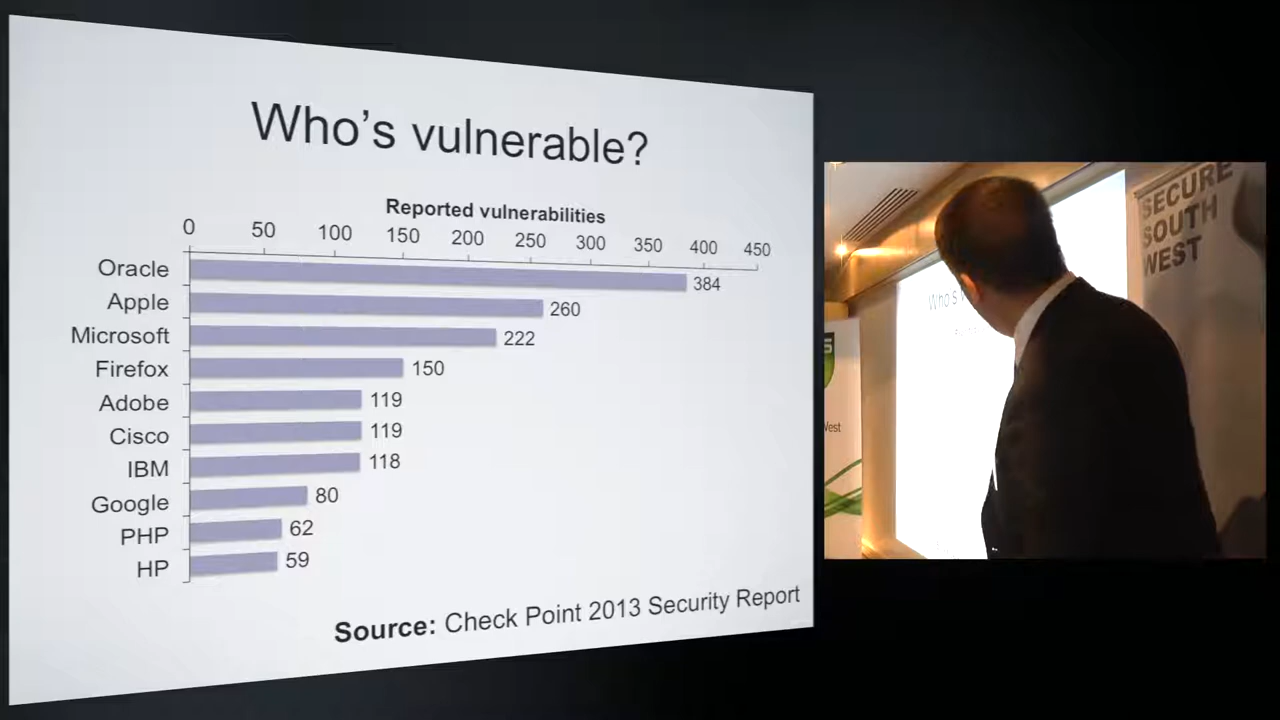 Who's vulnerable?
Reported vulnerabilities
0 50 100 150 200 250 300 350 400 450
Oracle 384
Apple 260
Microsoft 222
Firefox 150
Adobe 119
Cisco 119
IBM 118
Google 80
PHP 62
HP 59
Source: Check Point 2013 Security Report
SECURE
SOUTH
WEST
Who's